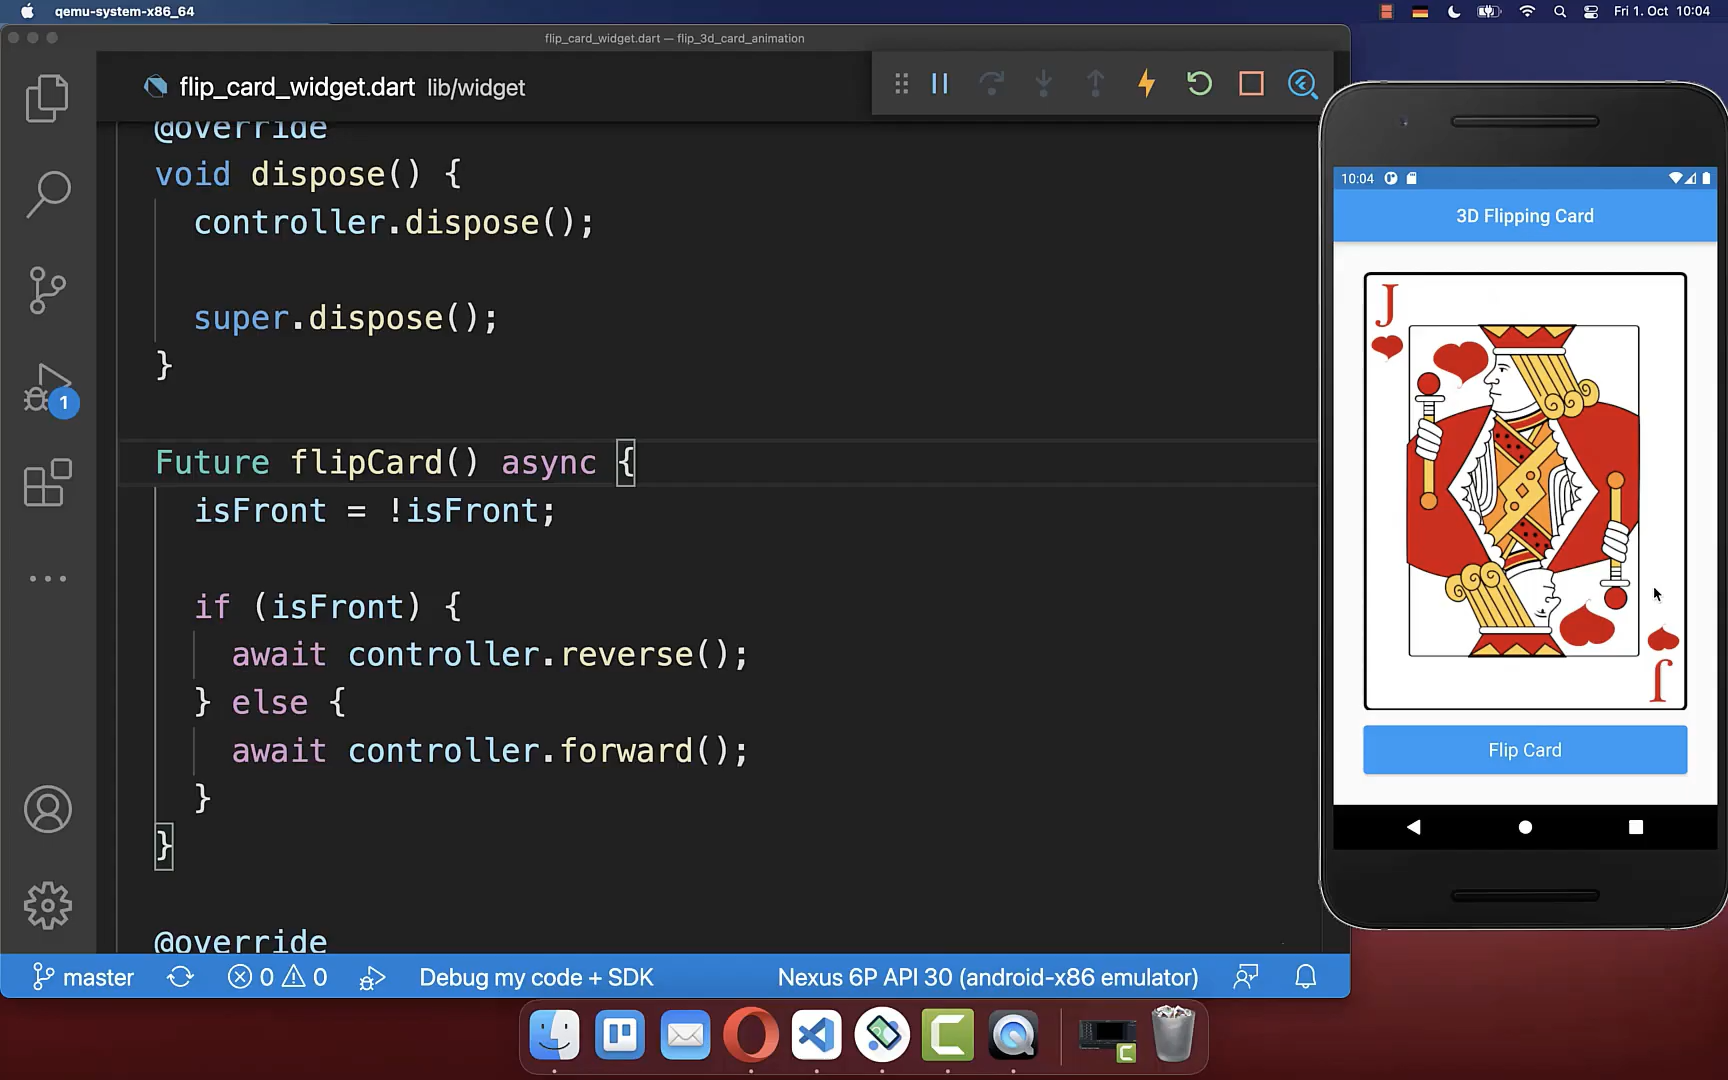 qemu-system-x86_64
Fri 1. Oct 10:04
flip_card_widget.dart — flip_3d_card_animation
flip_card_widget.dart lib/widget
@override
void dispose() {
controller.dispose();
super.dispose();
}
Future flipCard() async {
isFront = !isFront;
if (isFront) {
await controller.reverse();
} else {
await controller.forward();
}
}
@override
1
master
0
0
Debug my code + SDK
Nexus 6P API 30 (android-x86 emulator)
10:04
3D Flipping Card
J
J
Flip Card